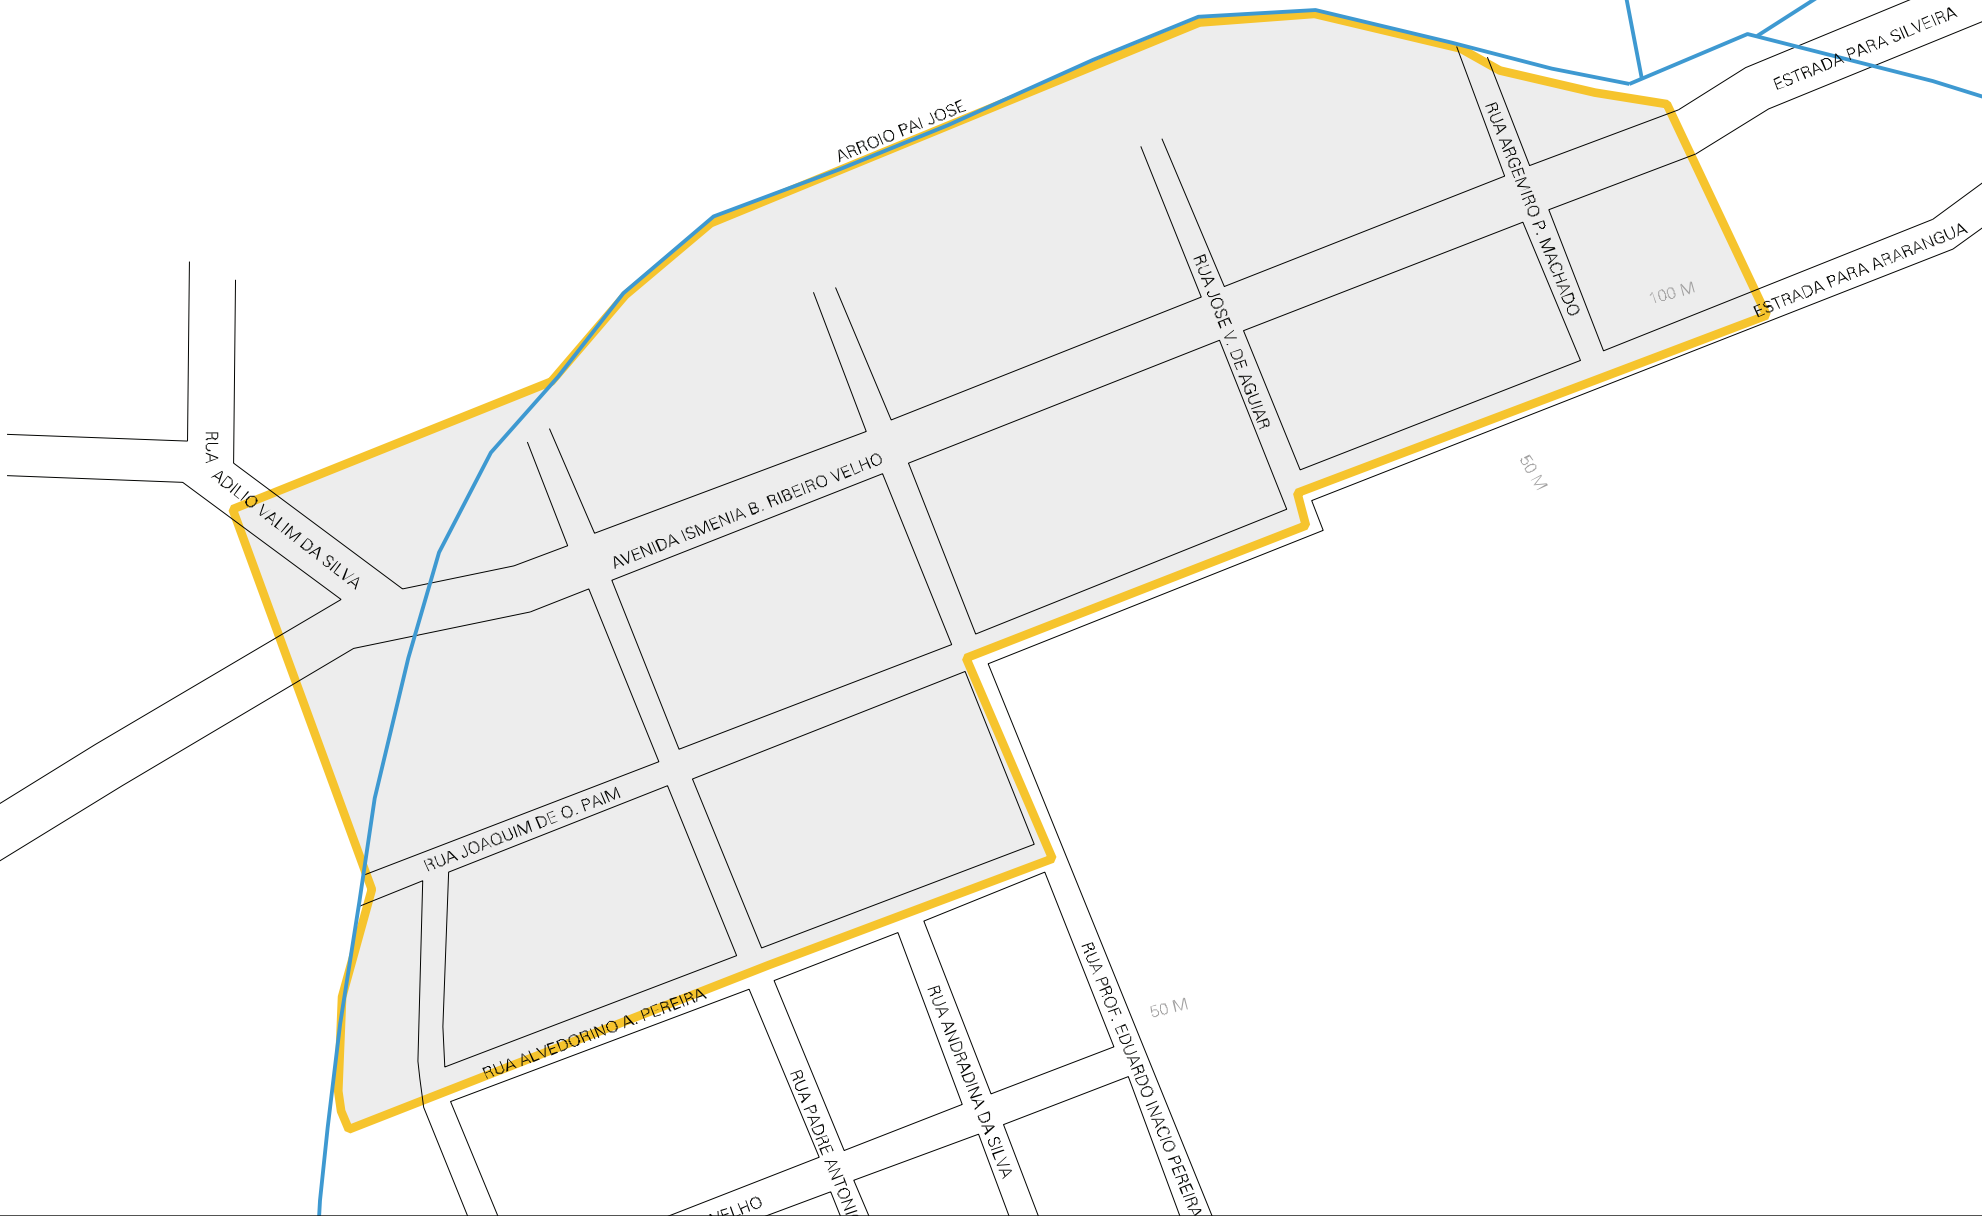 ESTRADA PARA SILVEIRA
ARROIO PAI JOSE
RUA ARGEMIRO P. MACHADO
ESTRADA PARA ARARANGUA
100 M
RUA JOSE V. DE AGUIAR
RUA ADILIO VALIM DA SILVA
AVENIDA ISMENIA B. RIBEIRO VELHO
50 M
RUA JOAQUIM DE O. PAIM
RUA ALVEDORINO A. PEREIRA
RUA PROF. EDUARDO INACIO PEREIRA
50 M
RUA ANDRADINA DA SILVA
RUA PADRE ANTONI
VELHO